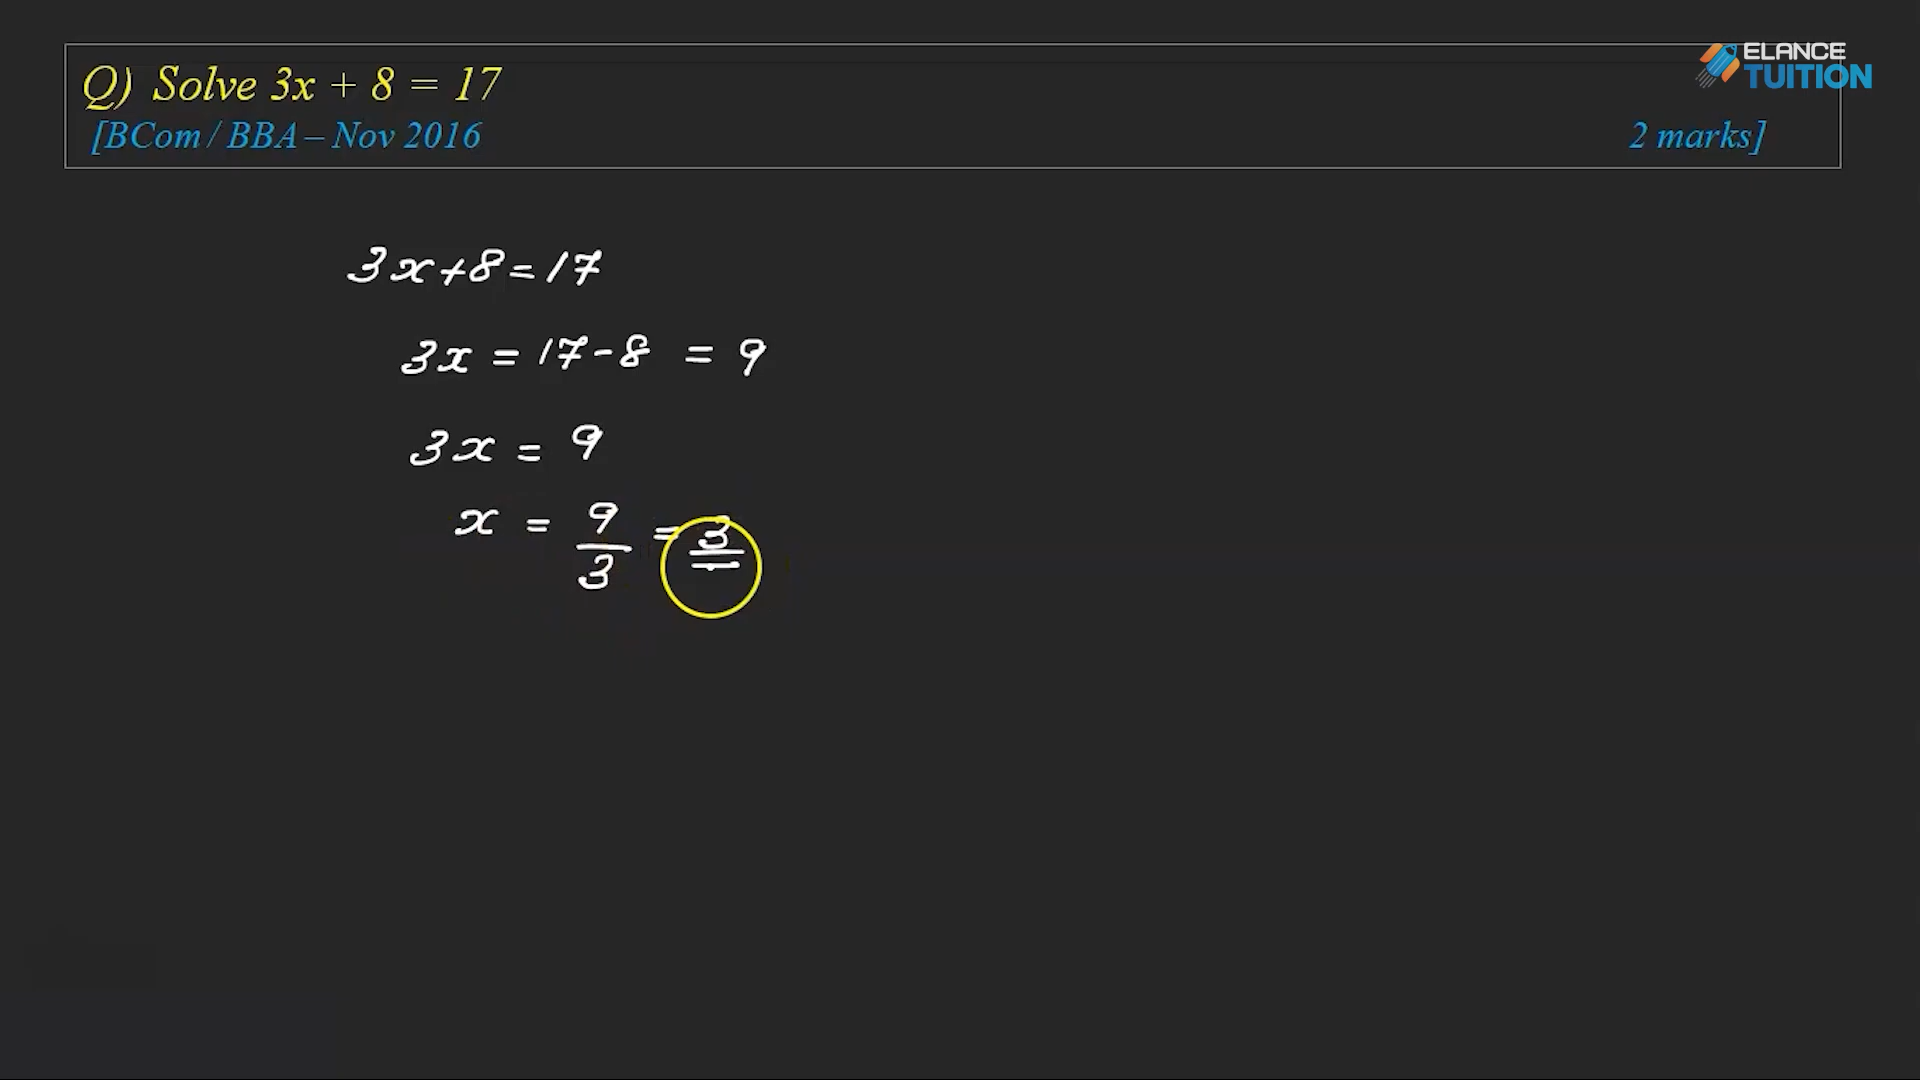 ELANCE
TUITION
Q) Solve 3x + 8 = 17
[BCom / BBA – Nov 2016 2 marks]
3x+8=17
3x = 17-8 = 9
3x = 9
x = 9/3 = 3